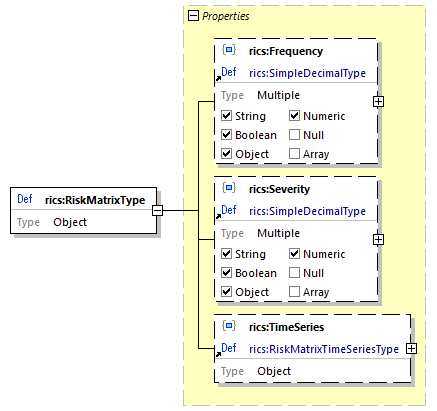 Properties
rics:Frequency
Def rics:SimpleDecimalType
Type Multiple
String Numeric
Boolean Null
Object Array
Def rics:RiskMatrixType
Type Object
rics:Severity
Def rics:SimpleDecimalType
Type Multiple
String Numeric
Boolean Null
Object Array
rics:TimeSeries
Def rics:RiskMatrixTimeSeriesType
Type Object